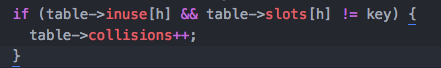 if (table->inuse[h] && table->slots[h] != key) {
  table->collisions++;
}